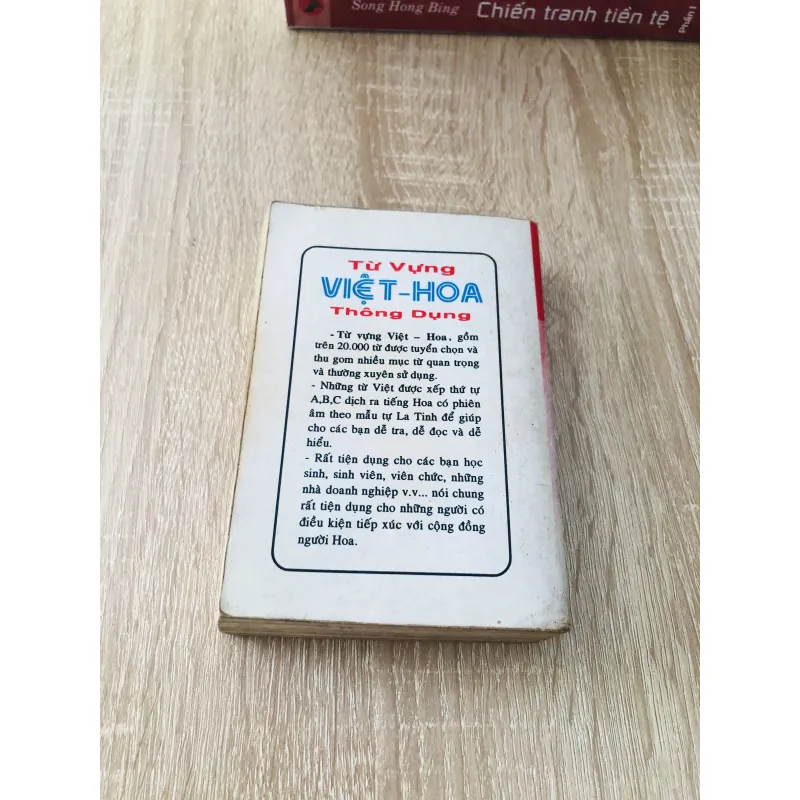 Song Hong Bing Chiến tranh tiền tệ Phần I
Từ Vựng
VIỆT-HOA
Thông Dụng
- Từ vựng Việt – Hoa, gồm
trên 20.000 từ được tuyển chọn và
thu gom nhiều mục từ quan trọng
và thường xuyên sử dụng.
- Những từ Việt được xếp thứ tự
A,B,C dịch ra tiếng Hoa có phiên
âm theo mẫu tự La Tinh để giúp
cho các bạn dễ tra, dễ đọc và dễ
hiểu.
- Rất tiện dụng cho các bạn học
sinh, sinh viên, viên chức, những
nhà doanh nghiệp v.v... nói chung
rất tiện dụng cho những người có
điều kiện tiếp xúc với cộng đồng
người Hoa.